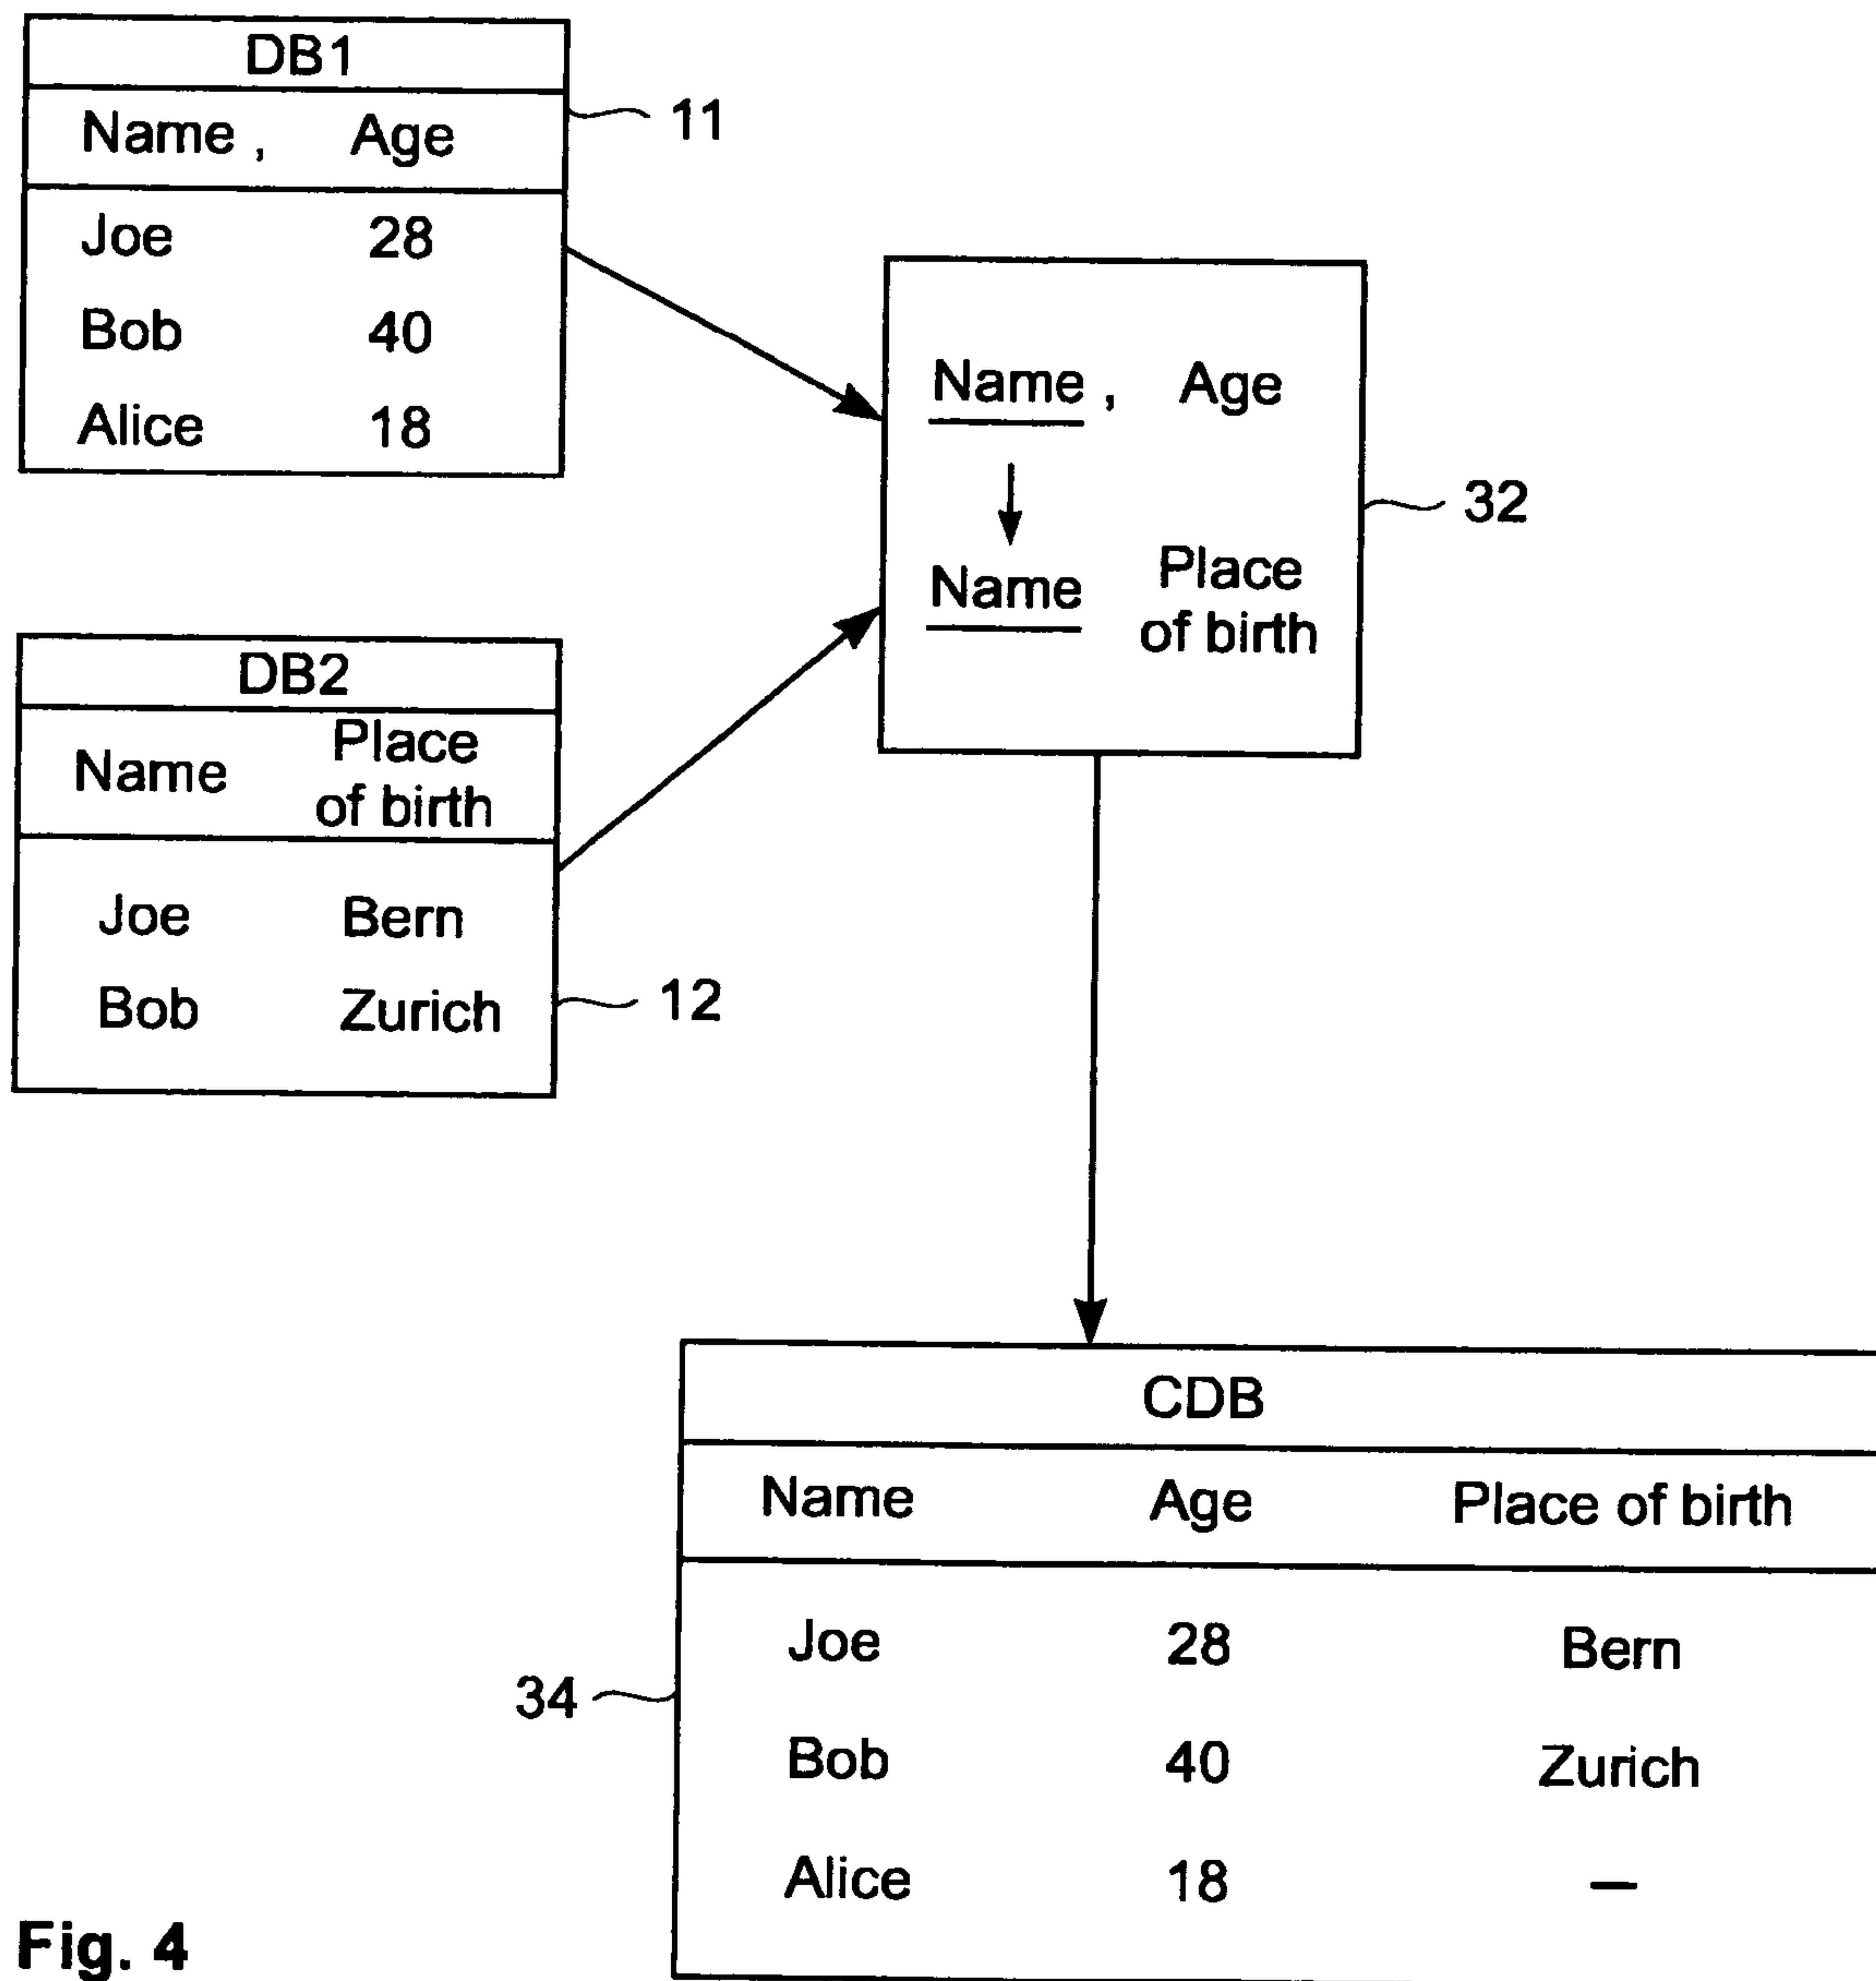 DB1
Name , Age
11
Joe 28
Bob 40
Alice 18
Name , Age
Name Place
of birth
32
DB2
Name Place
of birth
Joe Bern
Bob Zurich
12
CDB
Name Age Place of birth
Joe 28 Bern
34
Bob 40 Zurich
Alice 18 —
Fig. 4